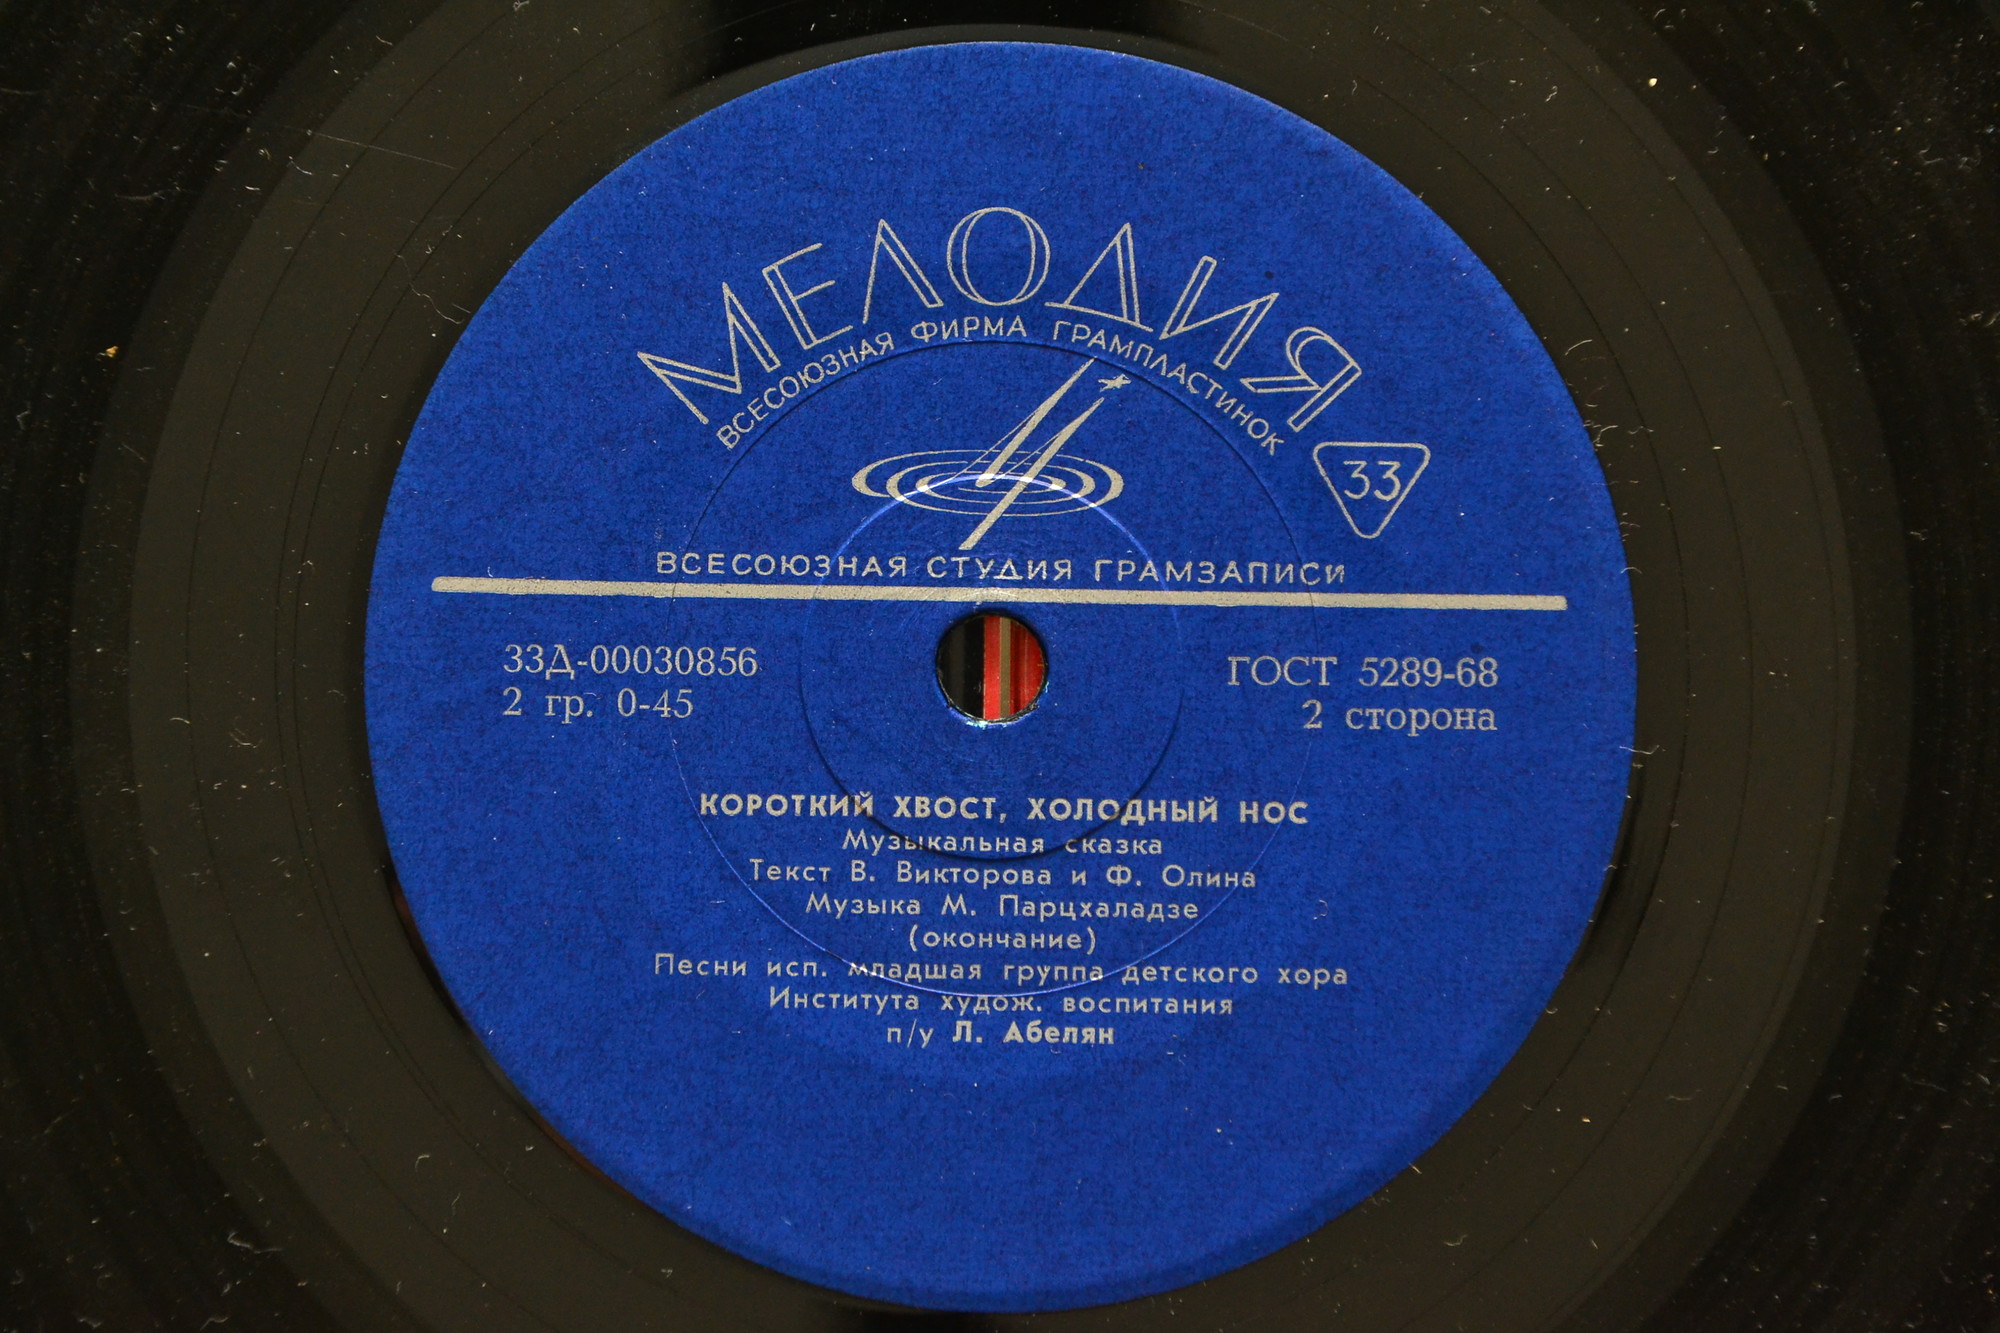 МЕЛОДИЯ
ВСЕСОЮЗНАЯ ФИРМА ГРАМПЛАСТИНОК
33
ВСЕСОЮЗНАЯ СТУДИЯ ГРАМЗАПИСИ
33Д-00030856
2 гр. 0-45
ГОСТ 5289-68
2 сторона
КОРОТКИЙ ХВОСТ, ХОЛОДНЫЙ НОС
Музыкальная сказка
Текст В. Викторова и Ф. Олина
Музыка М. Парцхаладзе
(окончание)
Песни исп. младшая группа детского хора
Института худож. воспитания
п/у Л. Абелян